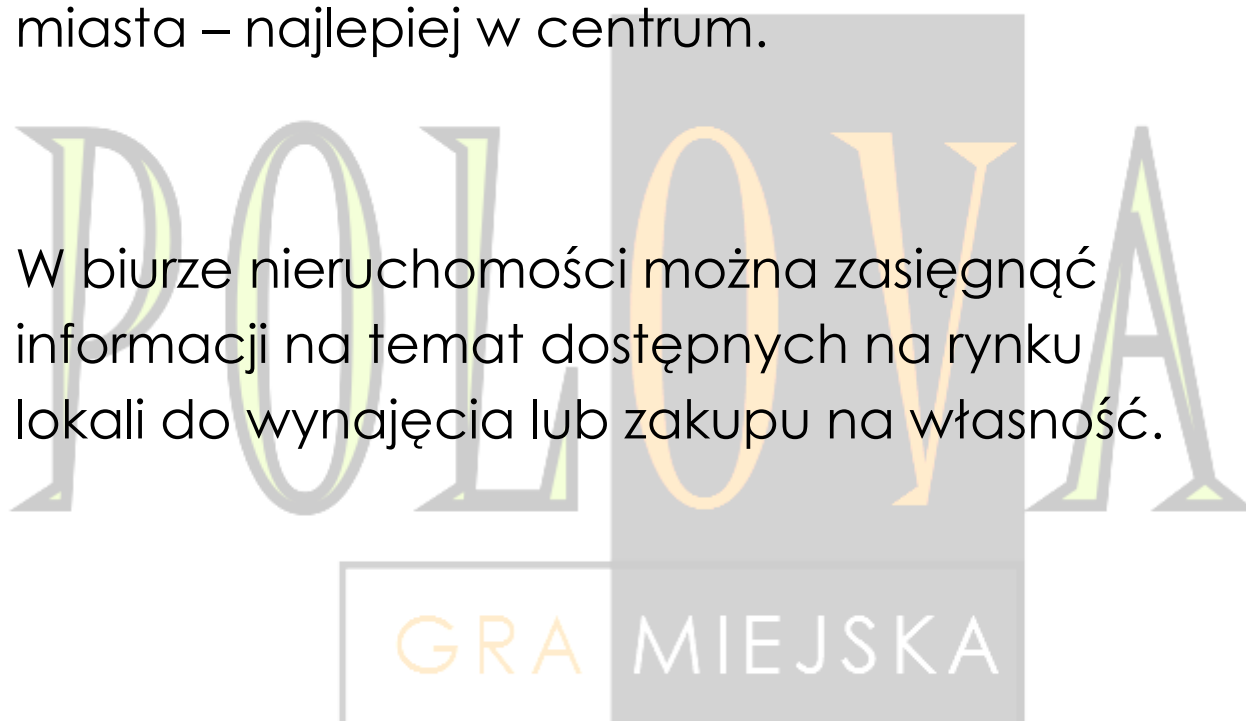 miasta – najlepiej w centrum.
POLOVA
W biurze nieruchomości można zasięgnąć
informacji na temat dostępnych na rynku
lokali do wynajęcia lub zakupu na własność.
GRA MIEJSKA